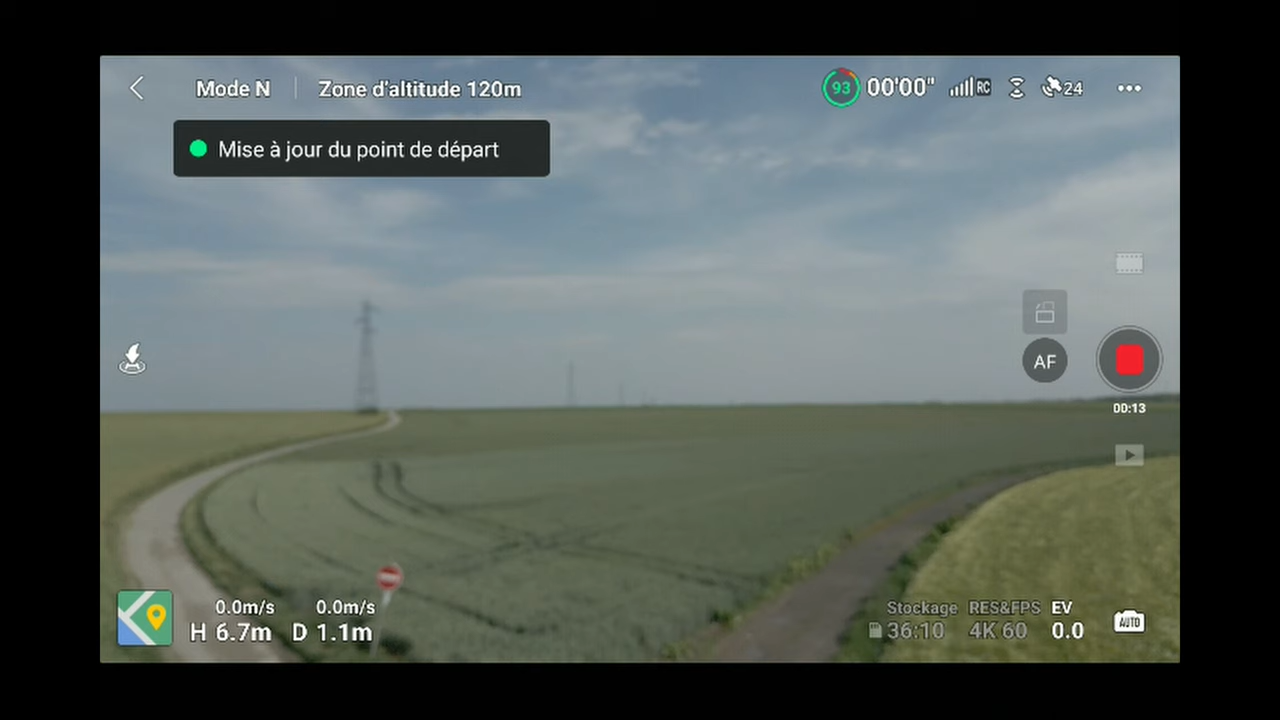 Mode N
Zone d'altitude 120m
93
00'00"
RC
24
Mise à jour du point de départ
AF
00:13
0.0m/s 0.0m/s
H 6.7m D 1.1m
Stockage RES&FPS EV
36:10 4K 60 0.0
AUTO